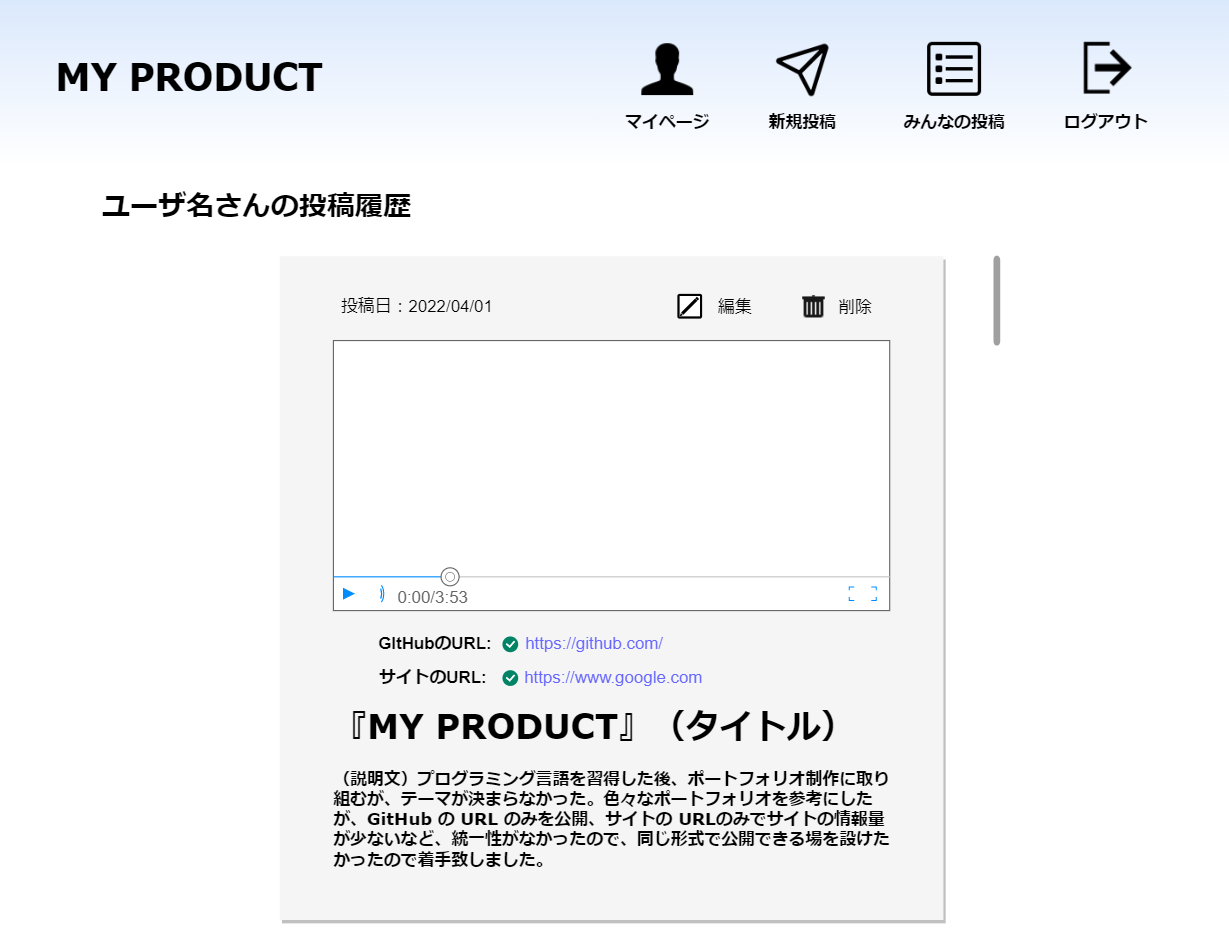 MY PRODUCT
マイページ
新規投稿
みんなの投稿
ログアウト
ユーザ名さんの投稿履歴
投稿日：2022/04/01
編集
削除
0:00/3:53
GItHubのURL: https://github.com/
サイトのURL: https://www.google.com
『MY PRODUCT』（タイトル）
（説明文）プログラミング言語を習得した後、ポートフォリオ制作に取り
組むが、テーマが決まらなかった。色々なポートフォリオを参考にした
が、GitHub の URL のみを公開、サイトの URLのみでサイトの情報量
が少ないなど、統一性がなかったので、同じ形式で公開できる場を設けた
かったので着手致しました。